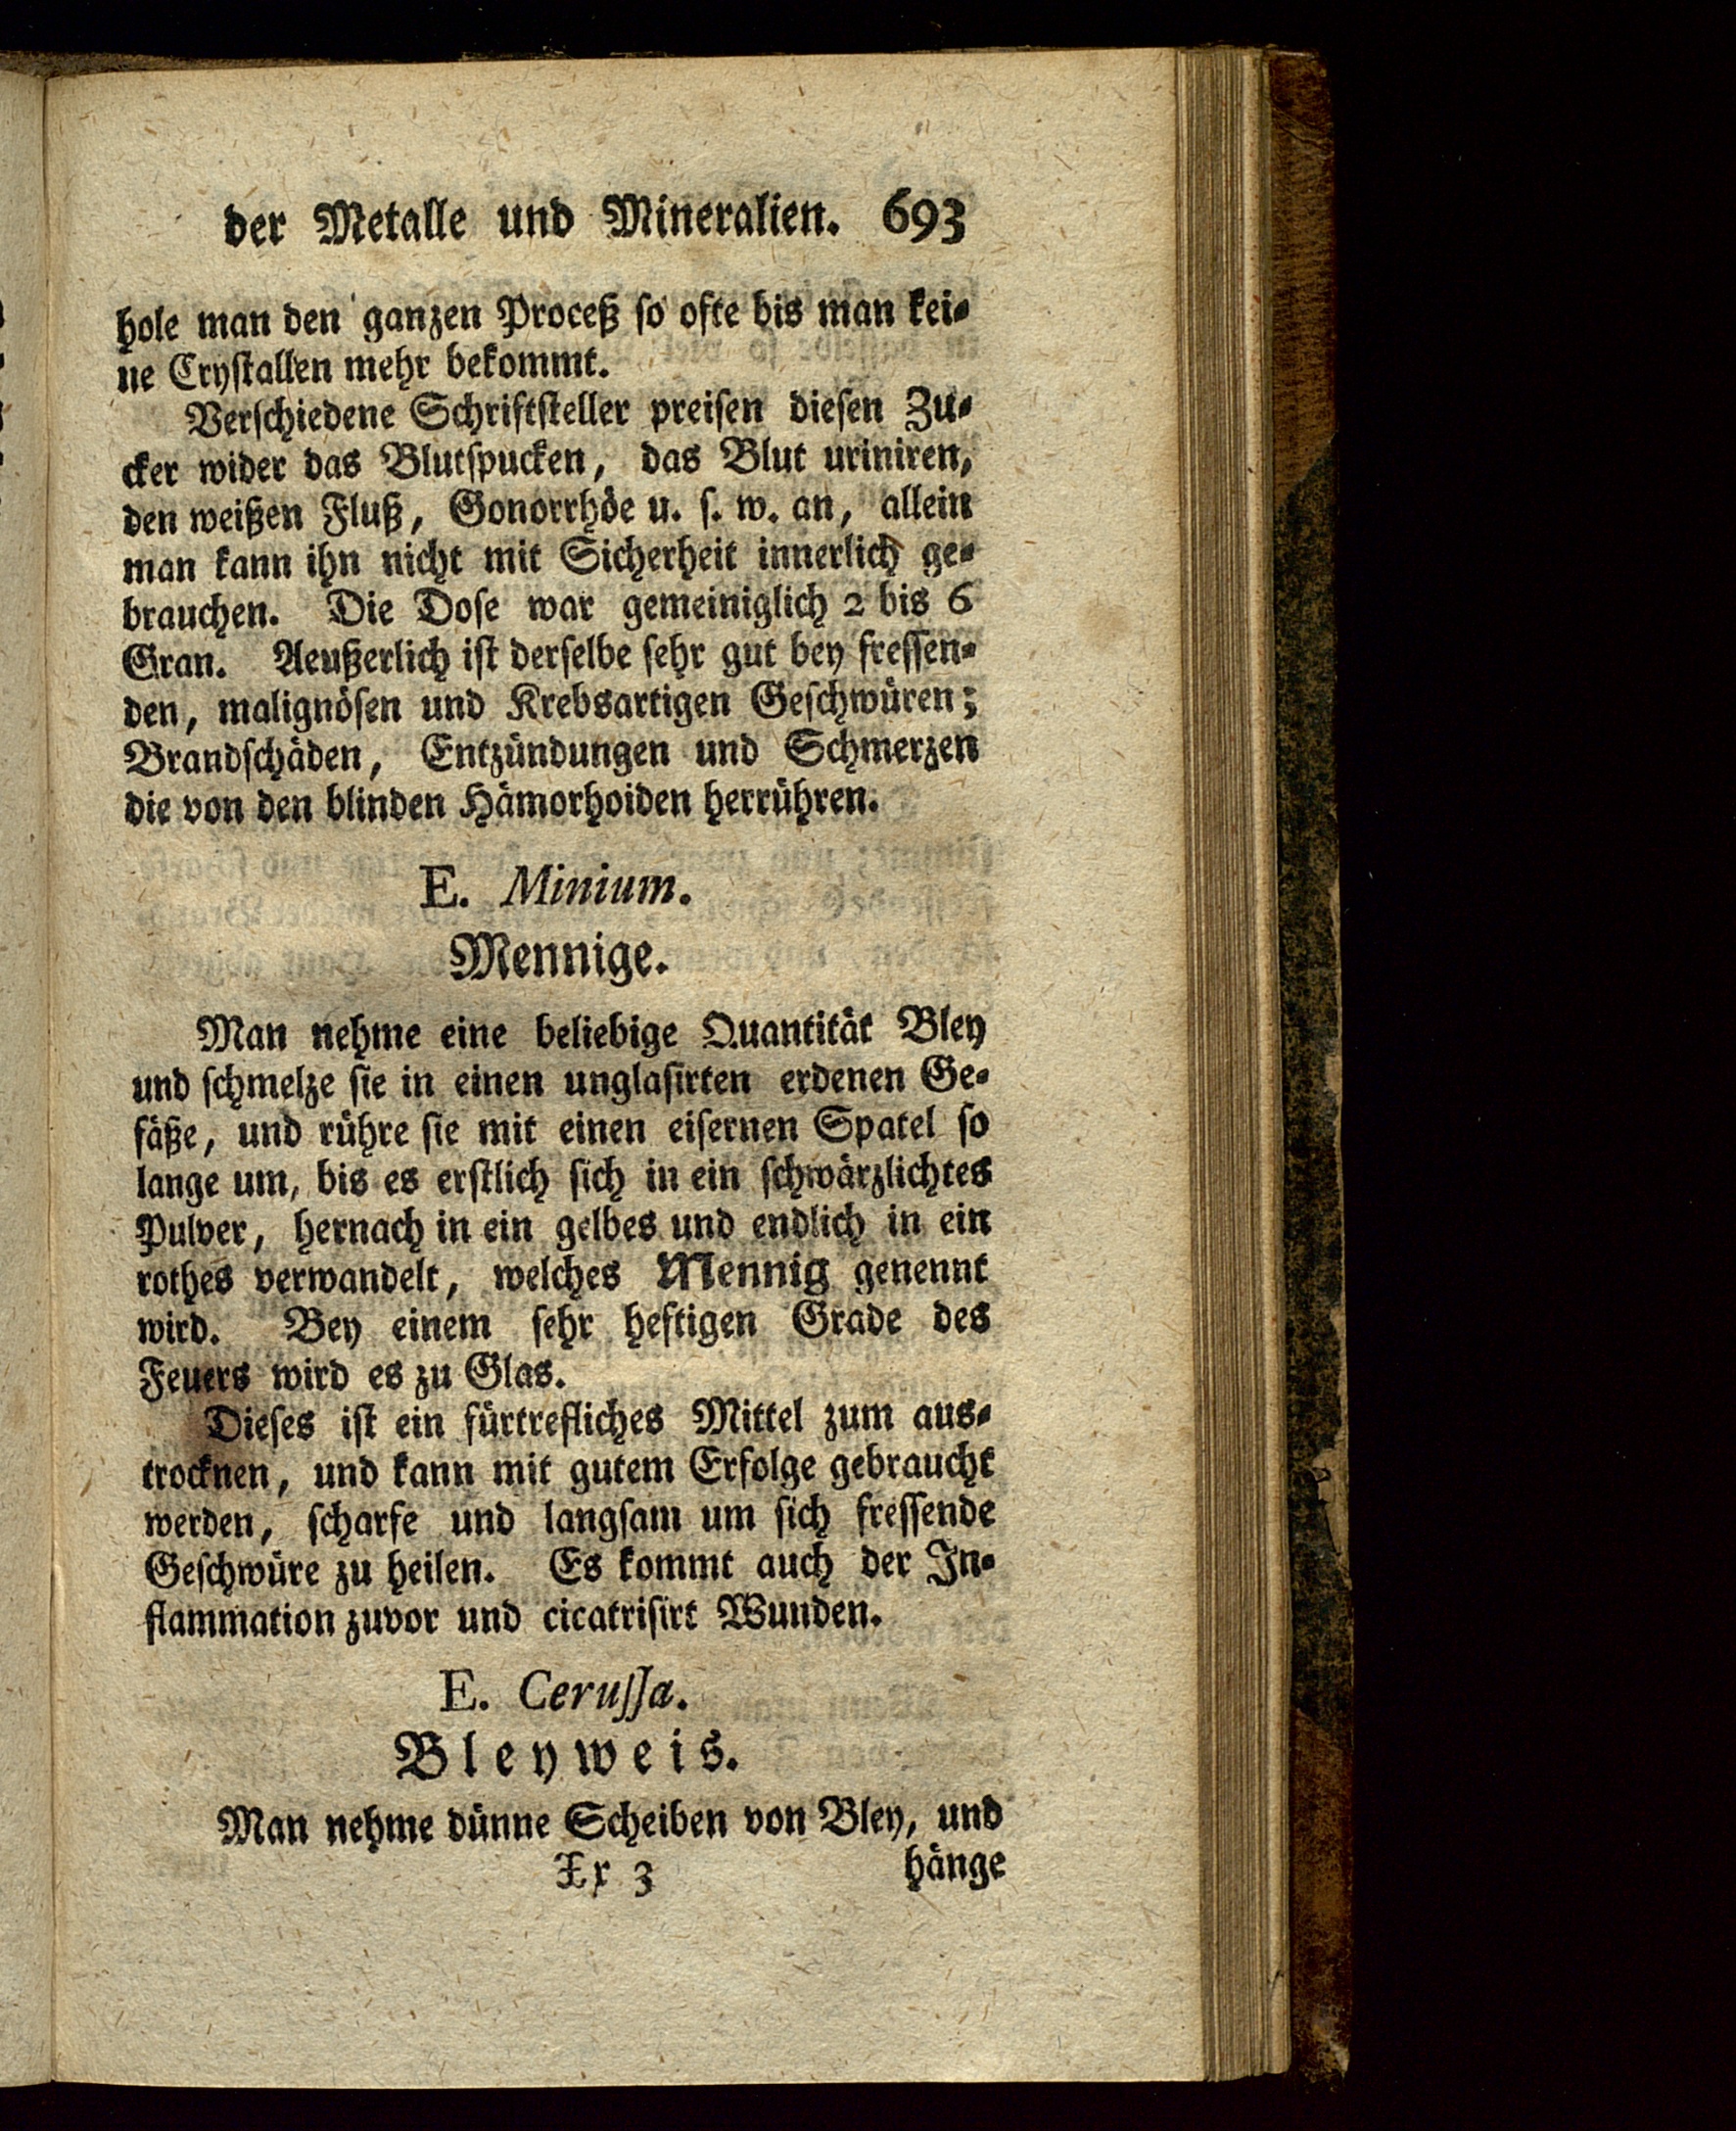 der Metalle und Mineralien. 693
hole man den ganzen Proceß so ofte bis man kei-
ne Crystallen mehr bekommt.
Verschiedene Schriftsteller preisen diesen Zu-
cker wider das Blutspucken, das Blut uriniren,
den weißen Fluß, Gonorrhöe u. s. w. an, allein
man kann ihn nicht mit Sicherheit innerlich ge-
brauchen. Die Dose war gemeiniglich 2 bis 6
Gran. Aeußerlich ist derselbe sehr gut bey fressen-
den, malignösen und Krebsartigen Geschwüren;
Brandschäden, Entzündungen und Schmerzen
die von den blinden Hämorhoiden herrühren.
E. Minium.
Mennige.
Man nehme eine beliebige Quantität Bley
und schmelze sie in einen unglasirten erdenen Ge-
fäße, und rühre sie mit einen eisernen Spatel so
lange um, bis es erstlich sich in ein schwärzlichtes
Pulver, hernach in ein gelbes und endlich in ein
rothes verwandelt, welches Mennig genennt
wird. Bey einem sehr heftigen Grade des
Feuers wird es zu Glas.
Dieses ist ein fürtrefliches Mittel zum aus-
trocknen, und kann mit gutem Erfolge gebraucht
werden, scharfe und langsam um sich fressende
Geschwüre zu heilen. Es kommt auch der In-
flammation zuvor und cicatrisirt Wunden.
E. Cerussa.
Bleyweis.
Man nehme dünne Scheiben von Bley, und
Xx 3 hänge